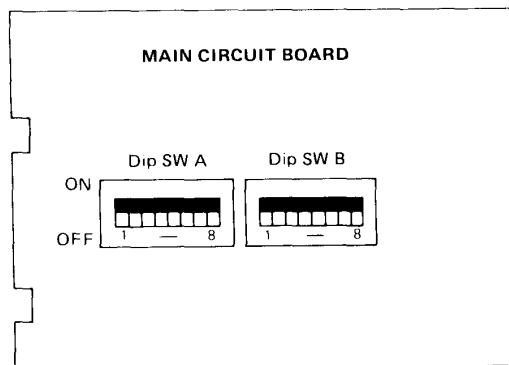 MAIN CIRCUIT BOARD
Dip SW A Dip SW B
ON
OFF
1 — 8 1 — 8